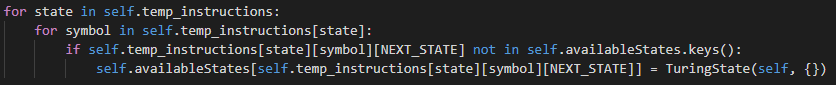 for state in self.temp_instructions:
    for symbol in self.temp_instructions[state]:
        if self.temp_instructions[state][symbol][NEXT_STATE] not in self.availableStates.keys():
            self.availableStates[self.temp_instructions[state][symbol][NEXT_STATE]] = TuringState(self, {})